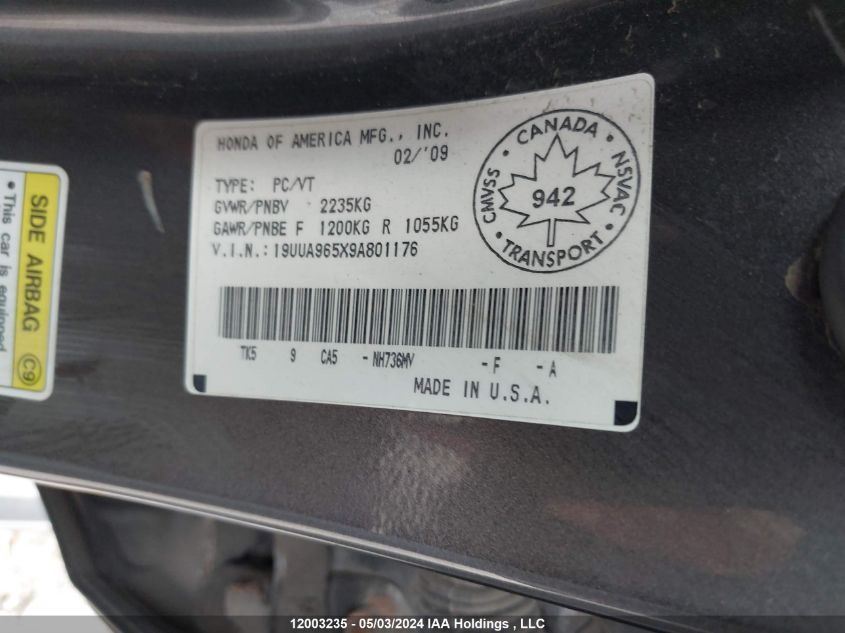 HONDA OF AMERICA MFG., INC.
02/'09
TYPE: PC/VT
GVWR/PNBV 2235KG
GAWR/PNBE F 1200KG R 1055KG
V.I.N.: 19UUA965X9A801176
CANADA
CMVSS
NSVAC
942
TRANSPORT
TK5 9 CA5 - NH736MV - F - A
MADE IN U.S.A.
SIDE AIRBAG C9
• This car is equipped
12003235 - 05/03/2024 IAA Holdings , LLC